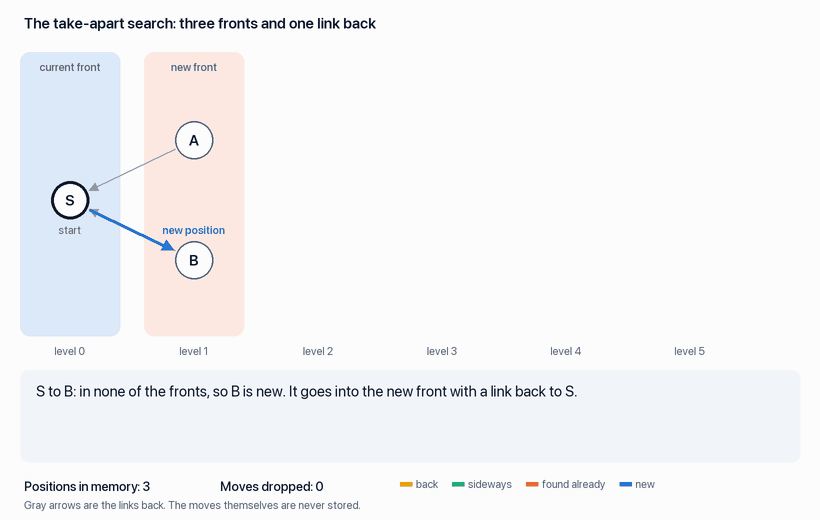 The take-apart search: three fronts and one link back
current front
new front
A
S
start
new position
B
level 0
level 1
level 2
level 3
level 4
level 5
S to B: in none of the fronts, so B is new. It goes into the new front with a link back to S.
Positions in memory: 3
Moves dropped: 0
back
sideways
found already
new
Gray arrows are the links back. The moves themselves are never stored.